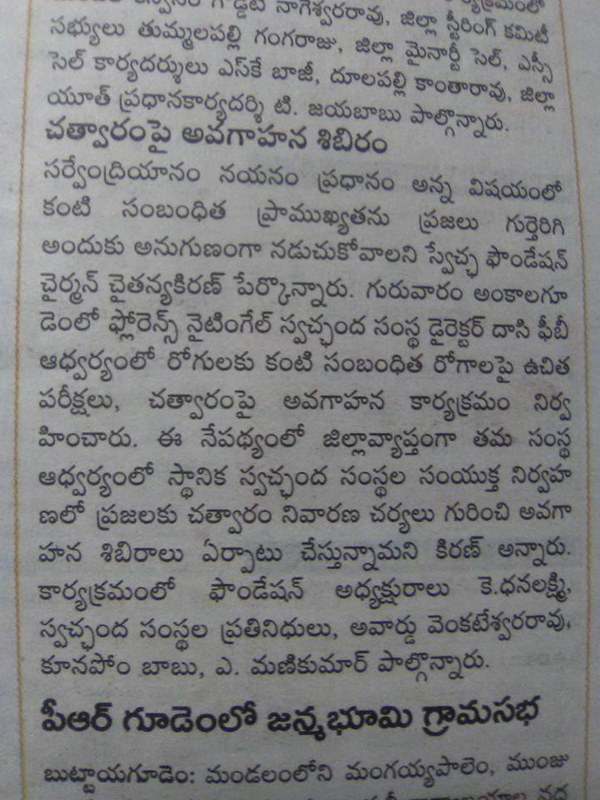 గొడ్డటి నాగేశ్వరరావు, జిల్లా స్టీరింగ్ కమిటీ
సభ్యులు తుమ్మలపల్లి గంగరాజు, జిల్లా మైనార్టీ సెల్, ఎస్సీ
సెల్ కార్యదర్శులు ఎస్‌కే బాజీ, దూలపల్లి కాంతారావు, జిల్లా
యూత్ ప్రధానకార్యదర్శి టి. జయబాబు పాల్గొన్నారు.
చత్వారంపై అవగాహన శిబిరం
సర్వేంద్రియానం నయనం ప్రధానం అన్న విషయంలో
కంటి సంబంధిత ప్రాముఖ్యతను ప్రజలు గుర్తెరిగి
అందుకు అనుగుణంగా నడుచుకోవాలని స్వేచ్ఛ ఫౌండేషన్
చైర్మన్ చైతన్యకిరణ్ పేర్కొన్నారు. గురువారం అంకాలగూ
డెంలో ఫ్లోరెన్స్ నైటింగేల్ స్వచ్ఛంద సంస్థ డైరెక్టర్ దాసి ఫీబీ
ఆధ్వర్యంలో రోగులకు కంటి సంబంధిత రోగాలపై ఉచిత
పరీక్షలు, చత్వారంపై అవగాహన కార్యక్రమం నిర్వ
హించారు. ఈ నేపథ్యంలో జిల్లావ్యాప్తంగా తమ సంస్థ
ఆధ్వర్యంలో స్థానిక స్వచ్ఛంద సంస్థల సంయుక్త నిర్వహ
ణలో ప్రజలకు చత్వారం నివారణ చర్యలు గురించి అవగా
హన శిబిరాలు ఏర్పాటు చేస్తున్నామని కిరణ్ అన్నారు.
కార్యక్రమంలో ఫౌండేషన్ అధ్యక్షురాలు కె.ధనలక్ష్మి,
స్వచ్ఛంద సంస్థల ప్రతినిధులు, అవార్డు వెంకటేశ్వరరావు,
కూనపోం బాబు, ఎ. మణికుమార్ పాల్గొన్నారు.
పీఆర్ గూడెంలో జన్మభూమి గ్రామసభ
బుట్టాయగూడెం: మండలంలోని మంగయ్యపాలెం, ముంజు